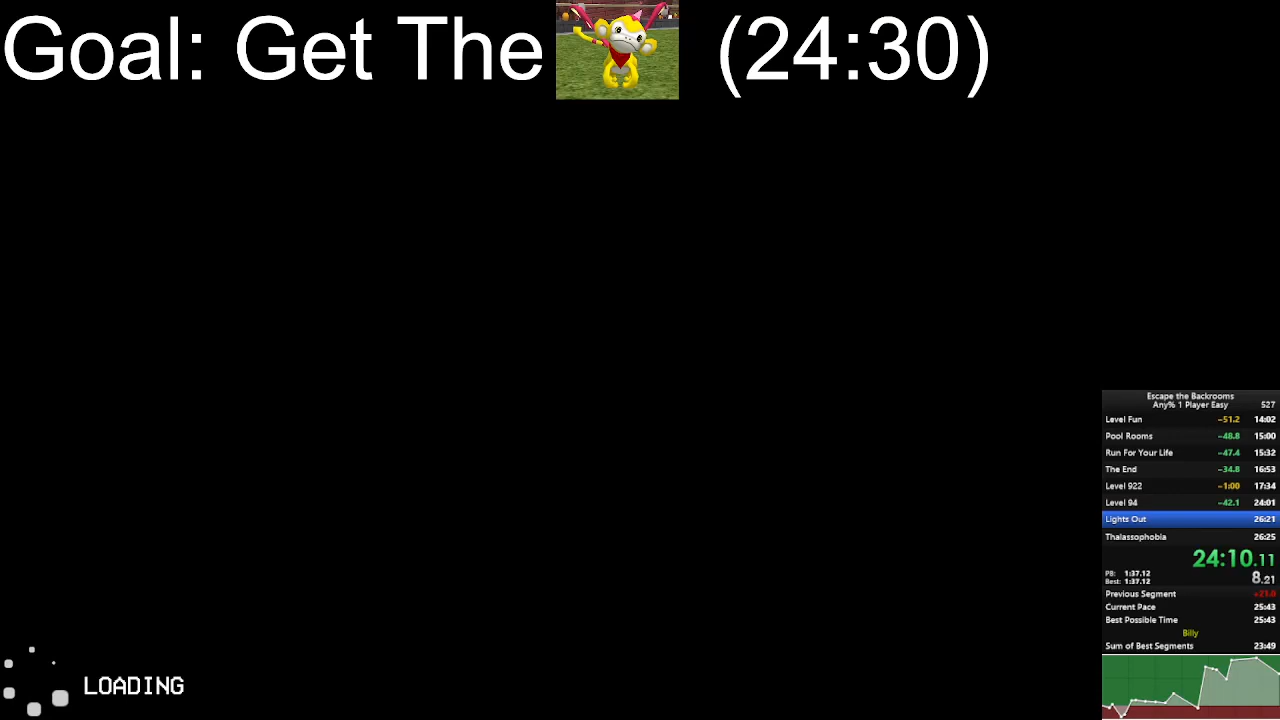 Goal: Get The (24:30)
Escape the Backrooms
Any% 1 Player Easy 527
Level Fun -51.2 14:02
Pool Rooms -48.8 15:00
Run For Your Life -47.4 15:32
The End -34.8 16:53
Level 922 -1:00 17:34
Level 94 -42.1 24:01
Lights Out 26:21
Thalassophobia 26:25
24:10.11
PB: 1:37.12 8.21
Best: 1:37.12
Previous Segment +21.0
Current Pace 25:43
Best Possible Time 25:43
Billy
Sum of Best Segments 23:49
LOADING